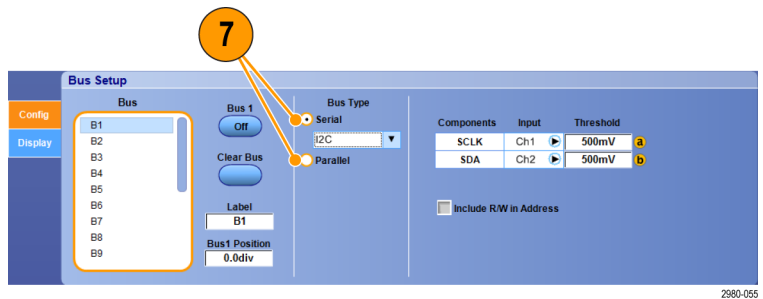 7
Bus Setup
Config
Display
Bus
B1
B2
B3
B4
B5
B6
B7
B8
B9
Bus 1
Off
Clear Bus
Label
B1
Bus1 Position
0.0div
Bus Type
Serial
I2C
Parallel
Components Input Threshold
SCLK Ch1 500mV a
SDA Ch2 500mV b
Include R/W in Address
2980-055